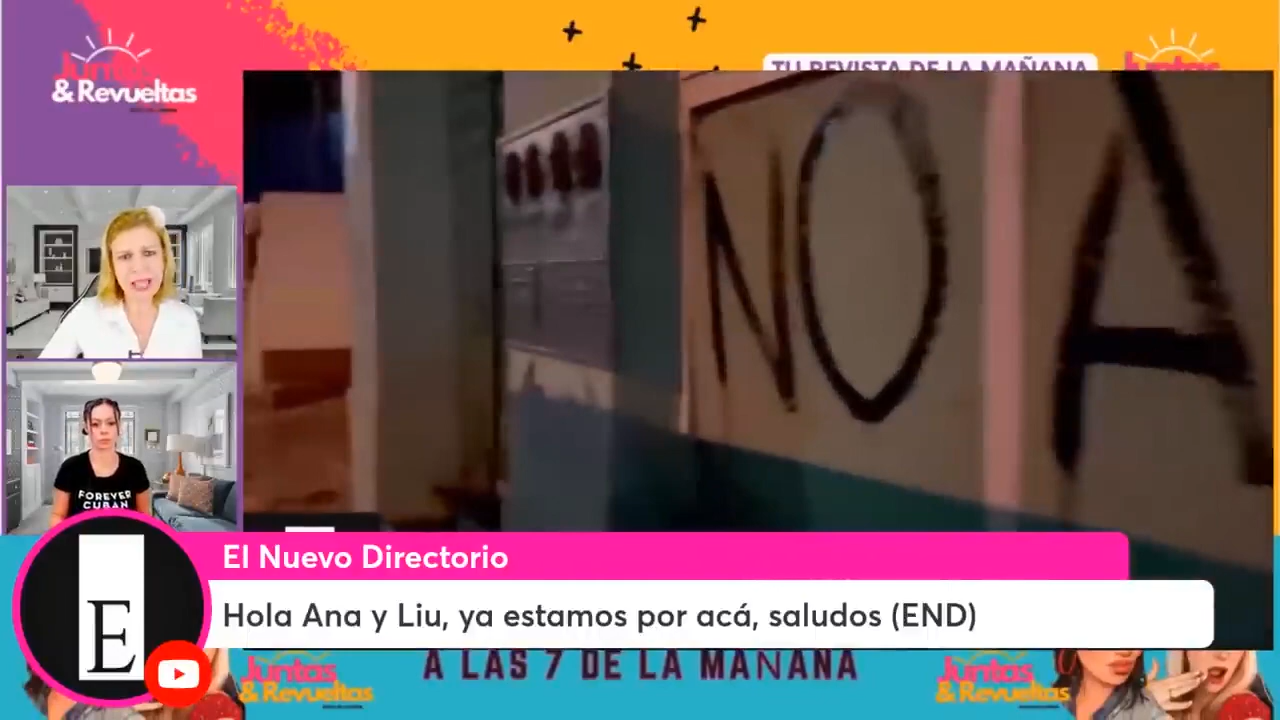 Juntas
& Revueltas
TU REVISTA DE LA MAÑANA
Juntas
NO A
FOREVER
CUBAN
El Nuevo Directorio
Hola Ana y Liu, ya estamos por acá, saludos (END)
E
A LAS 7 DE LA MAÑANA
Juntas
& Revueltas
Juntas
& Revueltas